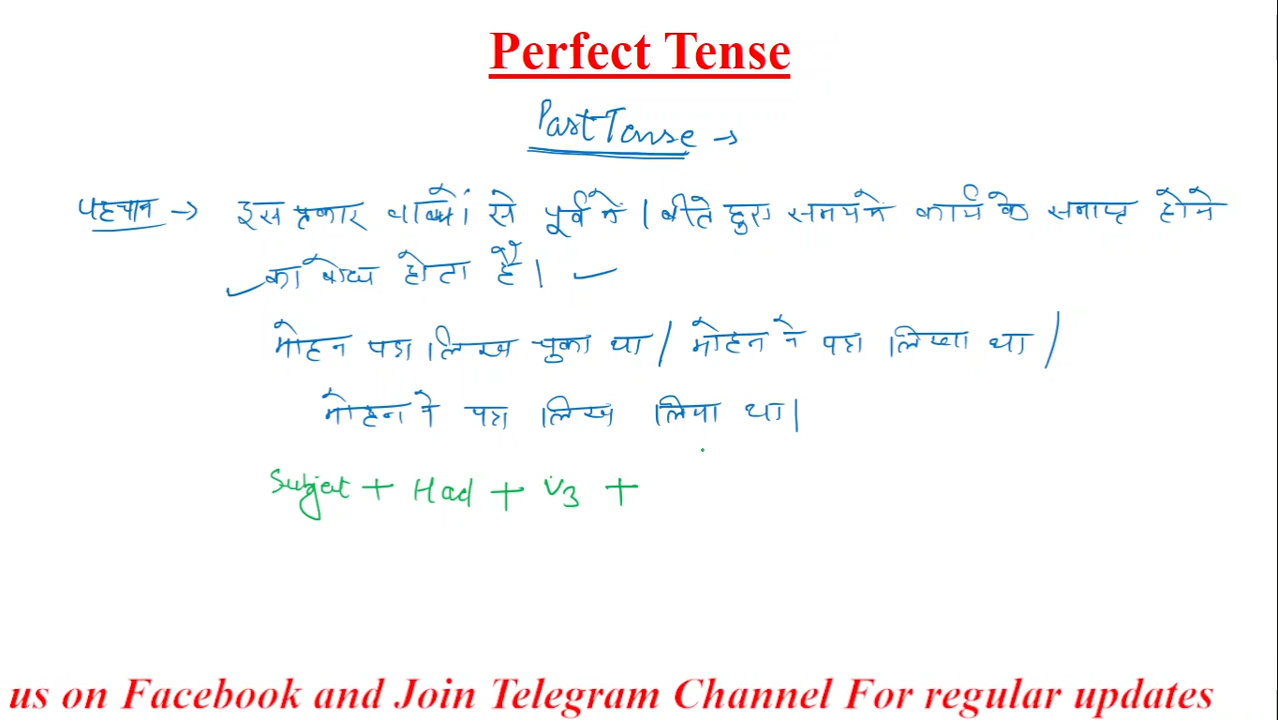 Perfect Tense
Past Tense →
पहचान → इस प्रकार वाक्यों से पूर्व में / बीते हुए समय में कार्य के समाप्त होने
का बोध होता है।
मोहन पत्र लिख चुका था / मोहन ने पत्र लिखा था /
मोहन ने पत्र लिख लिया था।
Subject + Had + V3 +
us on Facebook and Join Telegram Channel For regular updates